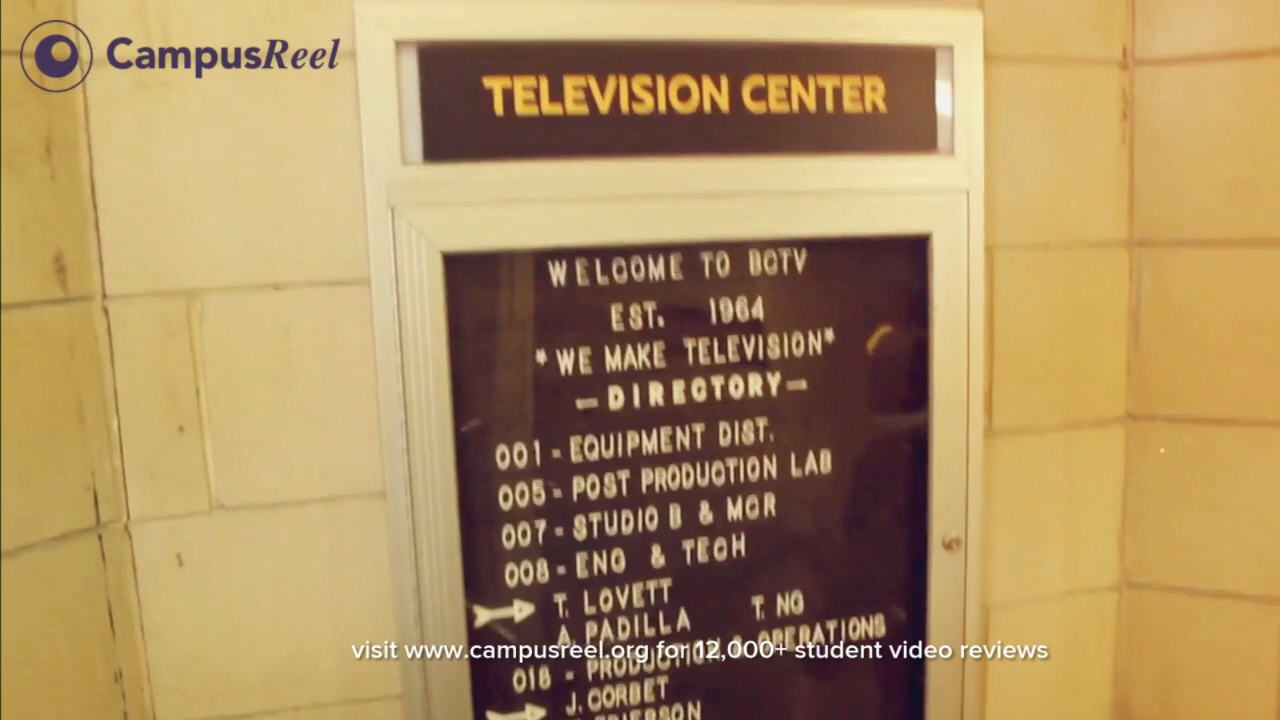 CampusReel
TELEVISION CENTER
WELCOME TO BCTV
EST. 1964
*WE MAKE TELEVISION*
—DIRECTORY—
001 - EQUIPMENT DIST.
005 - POST PRODUCTION LAB
007 - STUDIO B & MCR
008 - ENG & TECH
T. LOVETT
A. PADILLA T. NG
visit www.campusreel.org for 12,000+ student video reviews
018 - PRODUCTION & OPERATIONS
J. CORBET